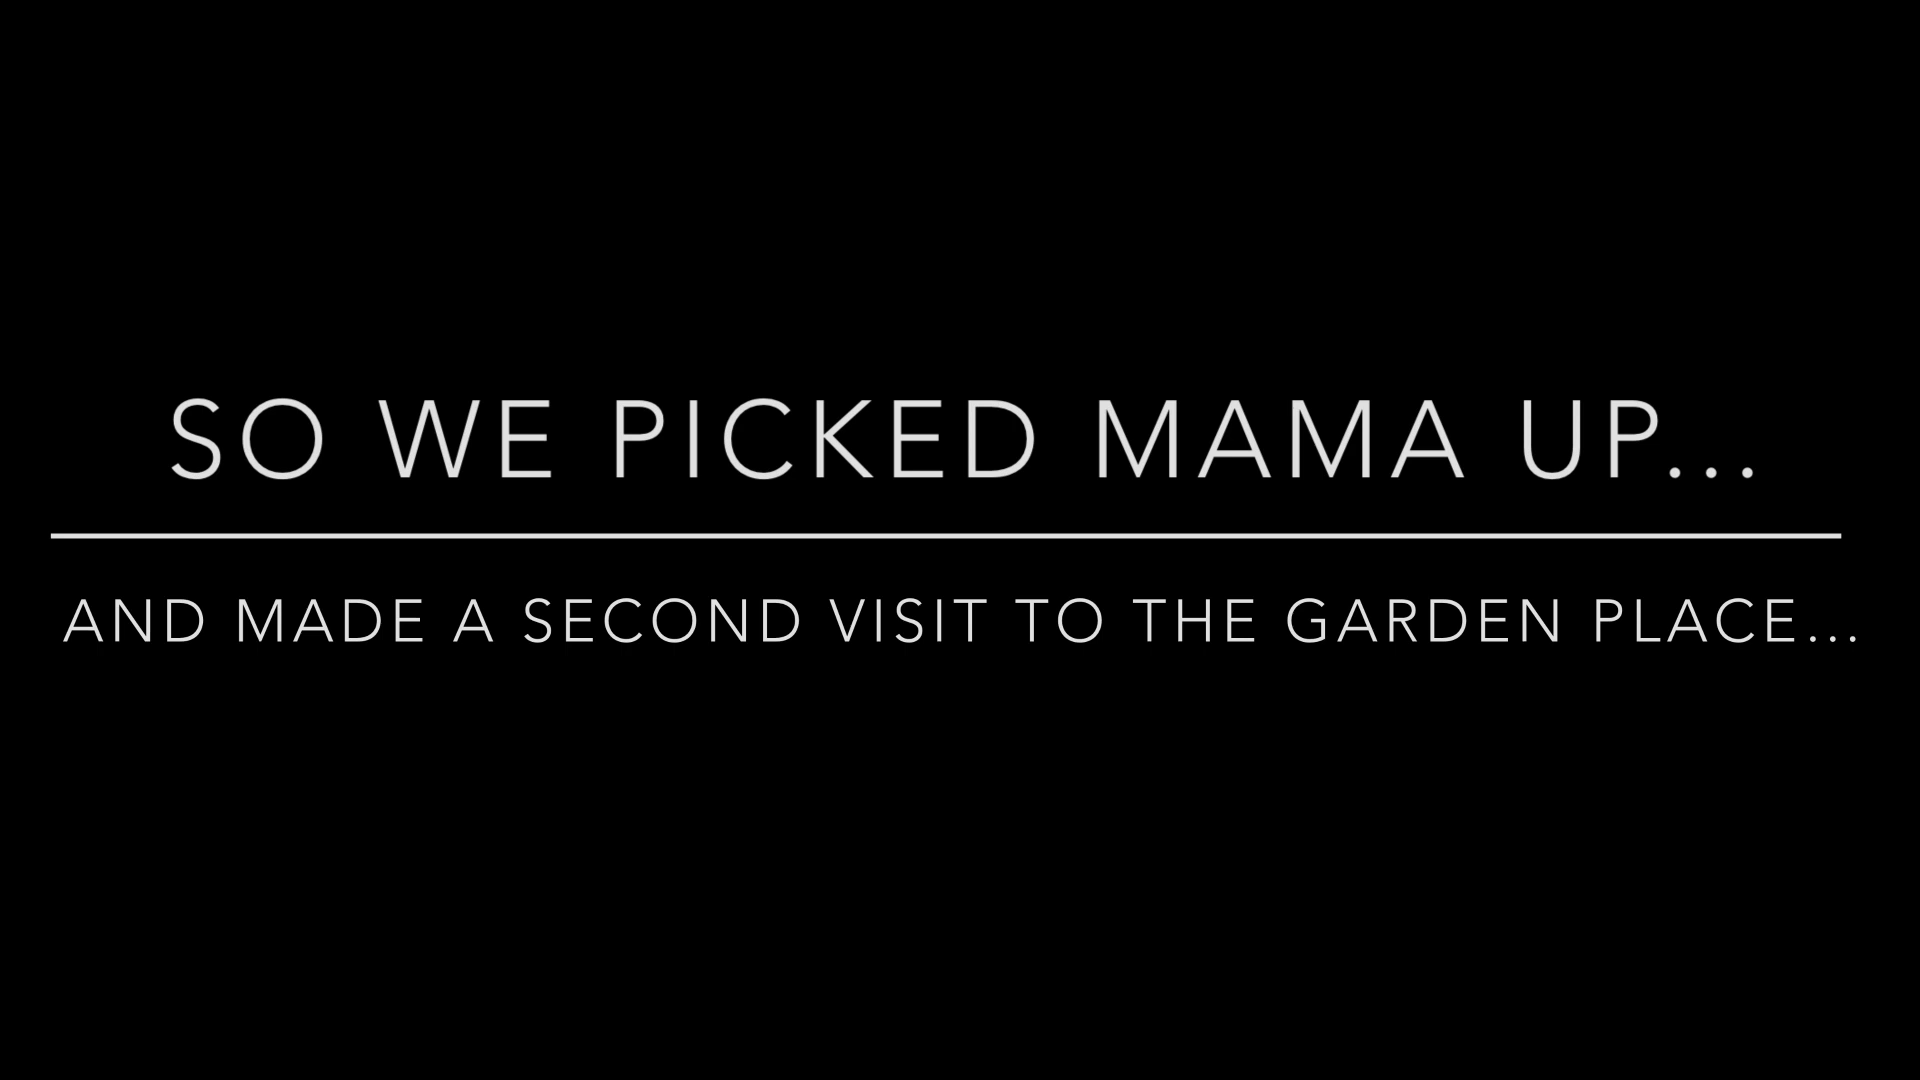 SO WE PICKED MAMA UP...
AND MADE A SECOND VISIT TO THE GARDEN PLACE...